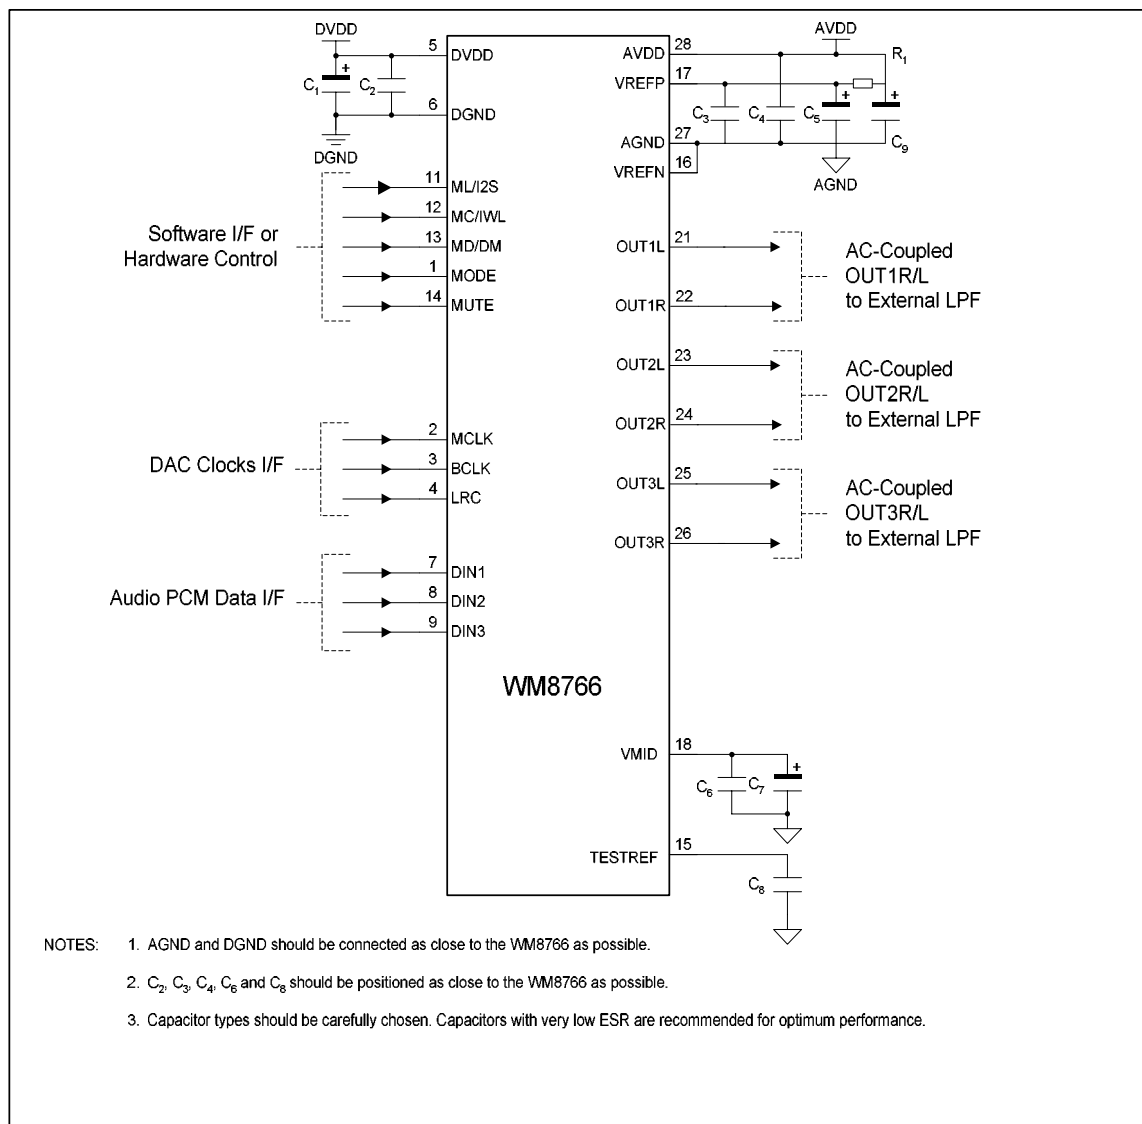 DVDD
5
DVDD
C1
+
C2
6
DGND
DGND
AVDD
28
AVDD
R1
VREFP
17
C3
C4
C5
+
+
C9
AGND
27
VREFN
16
AGND
Software I/F or
Hardware Control
11
ML/I2S
12
MC/IWL
13
MD/DM
1
MODE
14
MUTE
OUT1L
21
OUT1R
22
AC-Coupled
OUT1R/L
to External LPF
OUT2L
23
OUT2R
24
AC-Coupled
OUT2R/L
to External LPF
DAC Clocks I/F
2
MCLK
3
BCLK
4
LRC
OUT3L
25
OUT3R
26
AC-Coupled
OUT3R/L
to External LPF
Audio PCM Data I/F
7
DIN1
8
DIN2
9
DIN3
WM8766
VMID
18
C6
C7
+
TESTREF
15
C8
NOTES: 1. AGND and DGND should be connected as close to the WM8766 as possible.
2. C2, C3, C4, C6 and C8 should be positioned as close to the WM8766 as possible.
3. Capacitor types should be carefully chosen. Capacitors with very low ESR are recommended for optimum performance.